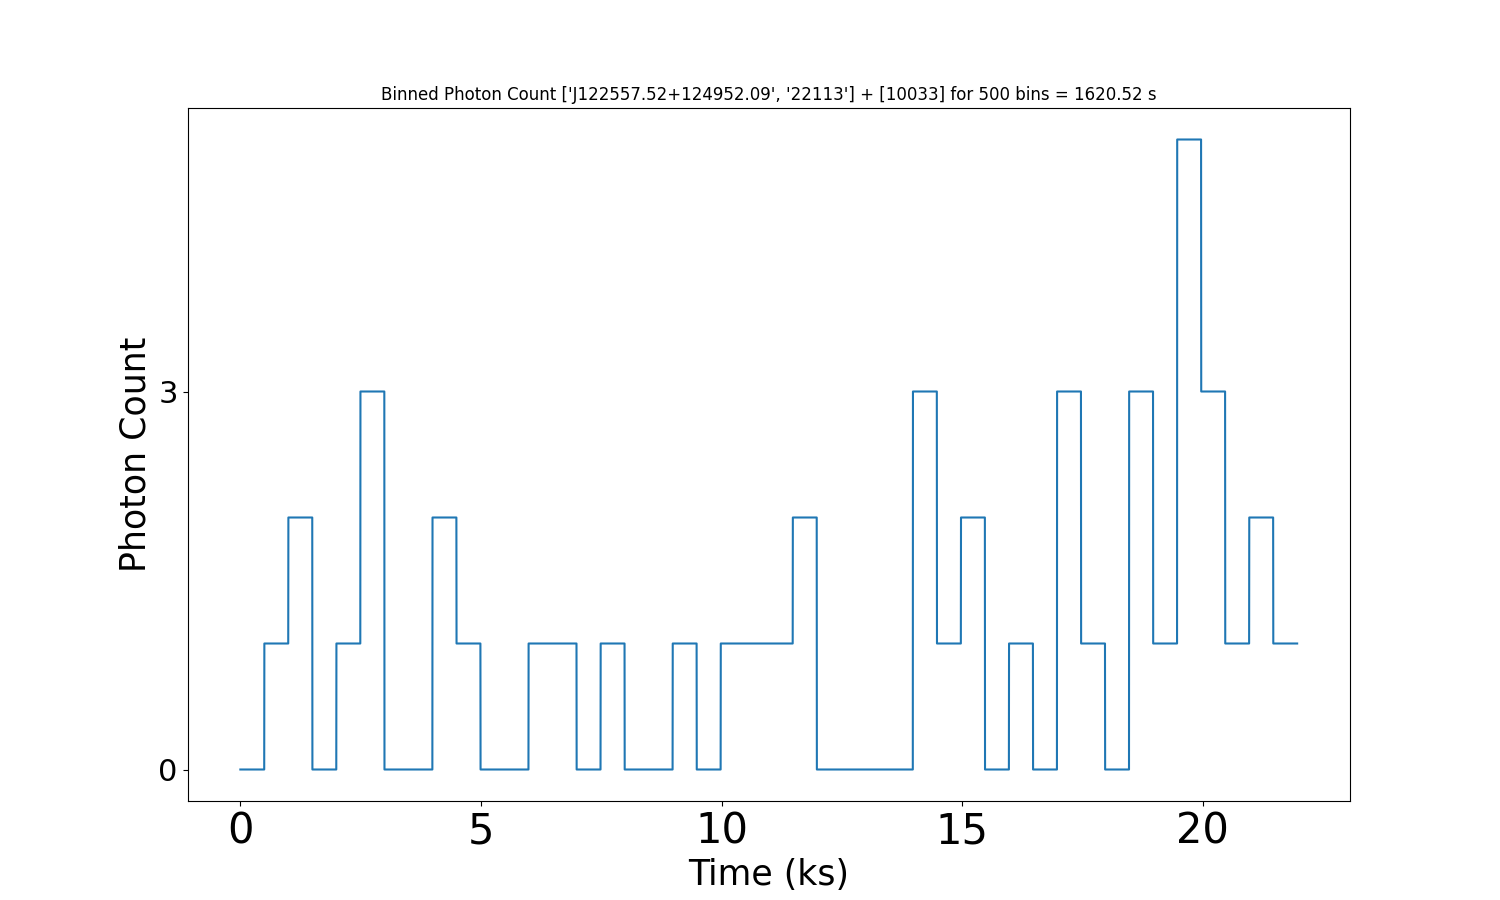 Binned Photon Count ['J122557.52+124952.09', '22113'] + [10033] for 500 bins = 1620.52 s
Photon Count
3
0
0 5 10 15 20
Time (ks)